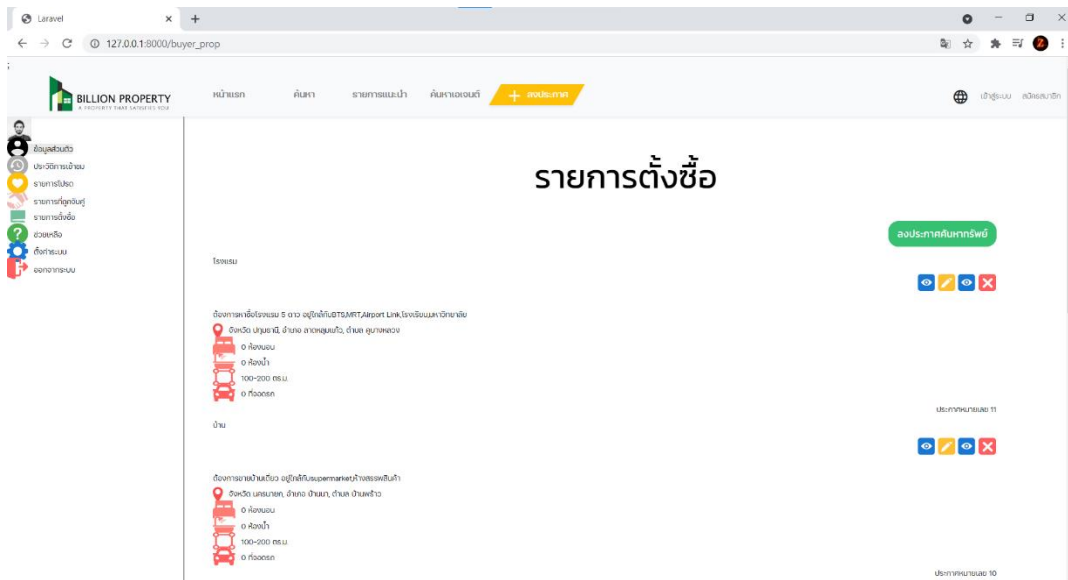 Laravel
127.0.0.1:8000/buyer_prop
Z
;
BILLION PROPERTY
A PROPERTY THAT SATISFIES YOU
หน้าแรก
ค้นหา
รายการแนะนำ
ค้นหาเอเจนต์
+ ลงประกาศ
เข้าสู่ระบบ
สมัครสมาชิก
ข้อมูลส่วนตัว
ประวัติการเข้าชม
รายการโปรด
รายการที่ถูกจับคู่
รายการตั้งซื้อ
ช่วยเหลือ
ตั้งค่าระบบ
ออกจากระบบ
รายการตั้งซื้อ
ลงประกาศค้นหาทรัพย์
โรงแรม
ต้องการหาซื้อโรงแรม 5 ดาว อยู่ใกล้กับBTS,MRT,Airport Link,โรงเรียน,มหาวิทยาลัย
จังหวัด ปทุมธานี, อำเภอ ลาดหลุมแก้ว, ตำบล คูบางหลวง
0 ห้องนอน
0 ห้องน้ำ
100-200 ตร.ม.
0 ที่จอดรถ
ประกาศหมายเลข 11
บ้าน
ต้องการขายบ้านเดี่ยว อยู่ใกล้กับsupermarket,ห้างสรรพสินค้า
จังหวัด นครนายก, อำเภอ บ้านนา, ตำบล บ้านพร้าว
0 ห้องนอน
0 ห้องน้ำ
100-200 ตร.ม.
0 ที่จอดรถ
ประกาศหมายเลข 10